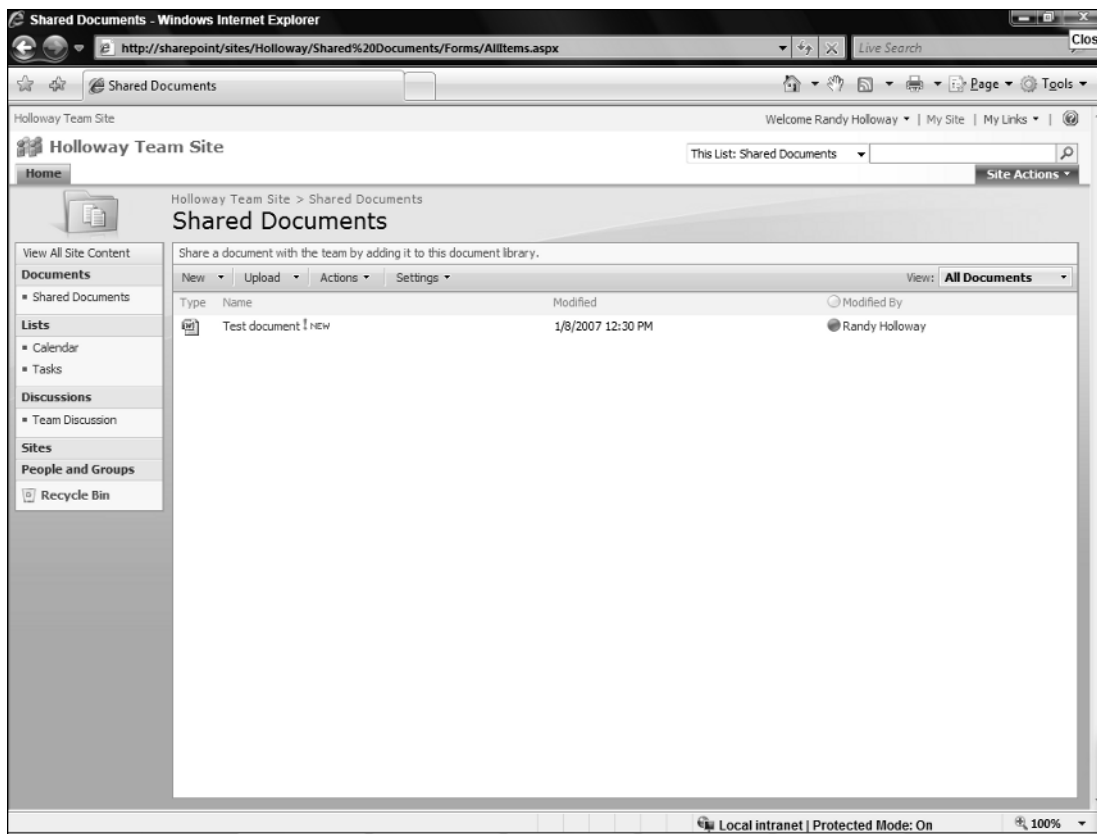 Shared Documents - Windows Internet Explorer
http://sharepoint/sites/Holloway/Shared%20Documents/Forms/AllItems.aspx
Live Search
Clos
Shared Documents
Page
Tools
Holloway Team Site
Welcome Randy Holloway | My Site | My Links |
Holloway Team Site
This List: Shared Documents
Home
Site Actions
Holloway Team Site > Shared Documents
Shared Documents
View All Site Content
Share a document with the team by adding it to this document library.
Documents
New Upload Actions Settings
View: All Documents
Shared Documents
Type Name Modified Modified By
Test document ! NEW 1/8/2007 12:30 PM Randy Holloway
Lists
Calendar
Tasks
Discussions
Team Discussion
Sites
People and Groups
Recycle Bin
Local intranet | Protected Mode: On
100%